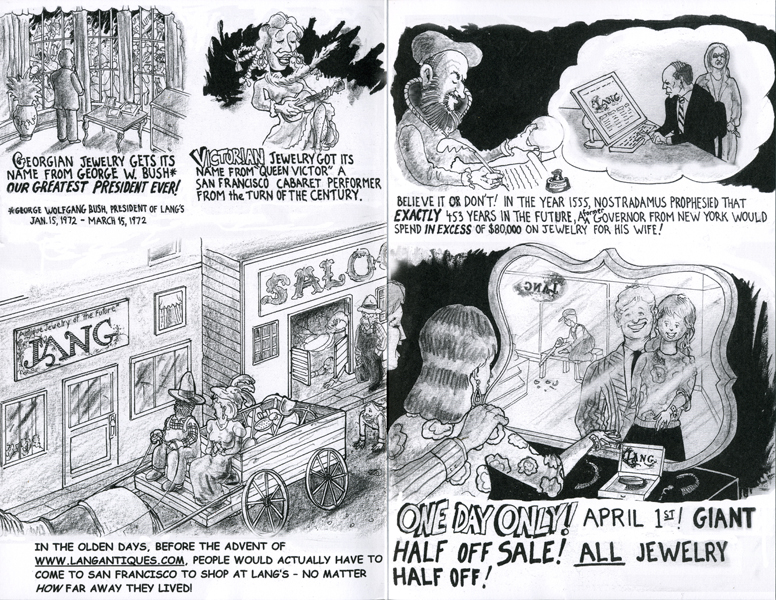 GEORGIAN JEWELRY GETS ITS
NAME FROM GEORGE W. BUSH*
OUR GREATEST PRESIDENT EVER!
*GEORGE WOLFGANG BUSH, PRESIDENT OF LANG'S
JAN. 15, 1972 - MARCH 15, 1972
VICTORIAN JEWELRY GOT ITS
NAME FROM "QUEEN VICTOR" A
SAN FRANCISCO CABARET PERFORMER
FROM THE TURN OF THE CENTURY.
Jewelry of the Future"
LANG
SALO
IN THE OLDEN DAYS, BEFORE THE ADVENT OF
WWW.LANGANTIQUES.COM, PEOPLE WOULD ACTUALLY HAVE TO
COME TO SAN FRANCISCO TO SHOP AT LANG'S - NO MATTER
HOW FAR AWAY THEY LIVED!
LANG
BELIEVE IT OR DON'T! IN THE YEAR 1555, NOSTRADAMUS PROPHESIED THAT
EXACTLY 453 YEARS IN THE FUTURE, A former GOVERNOR FROM NEW YORK WOULD
SPEND IN EXCESS OF $80,000 ON JEWELRY FOR HIS WIFE!
LANG
LANG
ONE DAY ONLY! APRIL 1ST! GIANT
HALF OFF SALE! ALL JEWELRY
HALF OFF!